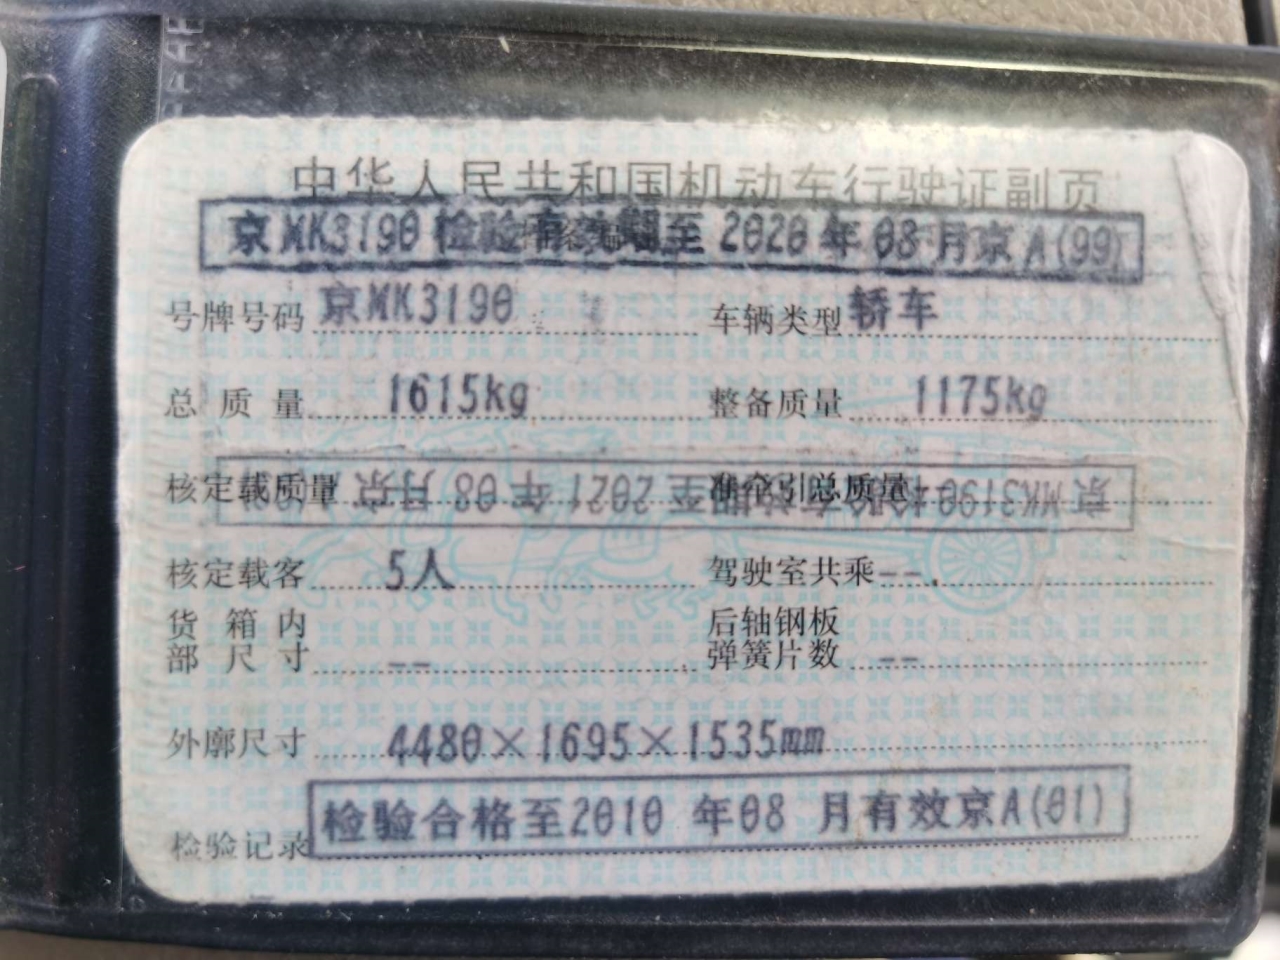 中华人民共和国机动车行驶证副页
京MK3190 检验有效期至 2020 年 08 月京 A(99)
号牌号码 京MK3190 车辆类型 轿车
总质量 1615kg 整备质量 1175kg
核定载质量 准牵引总质量
京MK3190 检验有效期至 2021 年 08 月京
核定载客 5人 驾驶室共乘 --
货箱内部尺寸 -- 后轴钢板弹簧片数 --
外廓尺寸 4480×1695×1535mm
检验记录 检验合格至2010 年08 月有效京A(01)